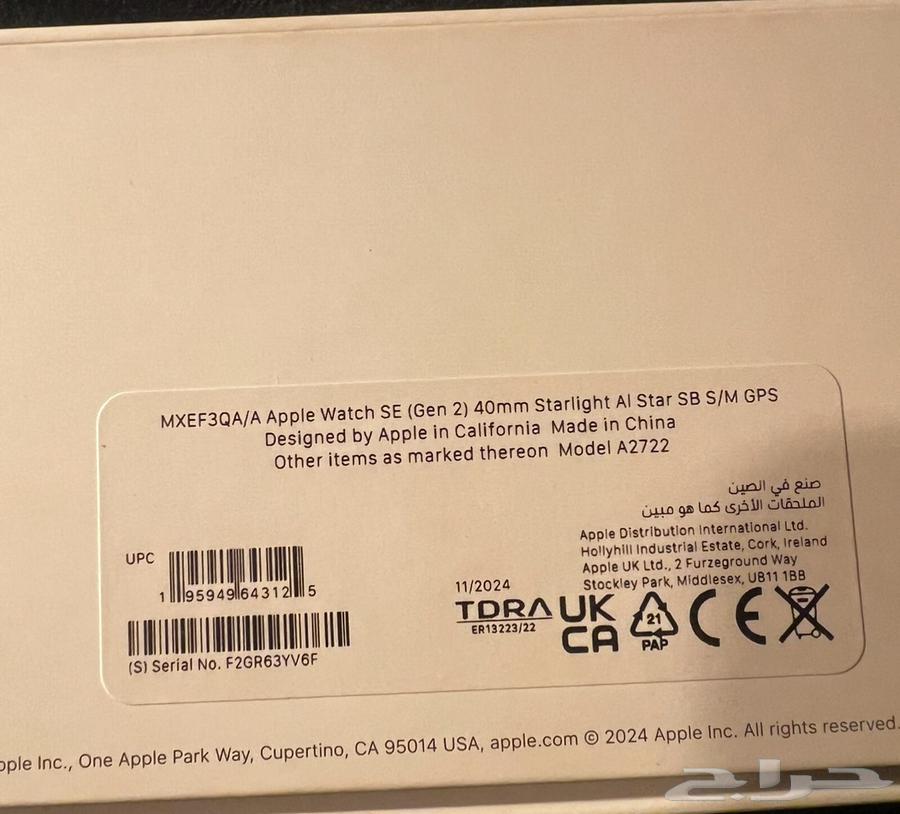 MXEF3QA/A Apple Watch SE (Gen 2) 40mm Starlight Al Star SB S/M GPS
Designed by Apple in California Made in China
Other items as marked thereon Model A2722
صنع في الصين
الملحقات الأخرى كما هو مبين
Apple Distribution International Ltd.
Hollyhill Industrial Estate, Cork, Ireland
Apple UK Ltd., 2 Furzeground Way
Stockley Park, Middlesex, UB11 1BB
UPC
1 95949 64312 5
(S) Serial No. F2GR63YV6F
11/2024
TDRA
ER13223/22
UK
CA
21
PAP
CE
pple Inc., One Apple Park Way, Cupertino, CA 95014 USA, apple.com © 2024 Apple Inc. All rights reserved.
حراج